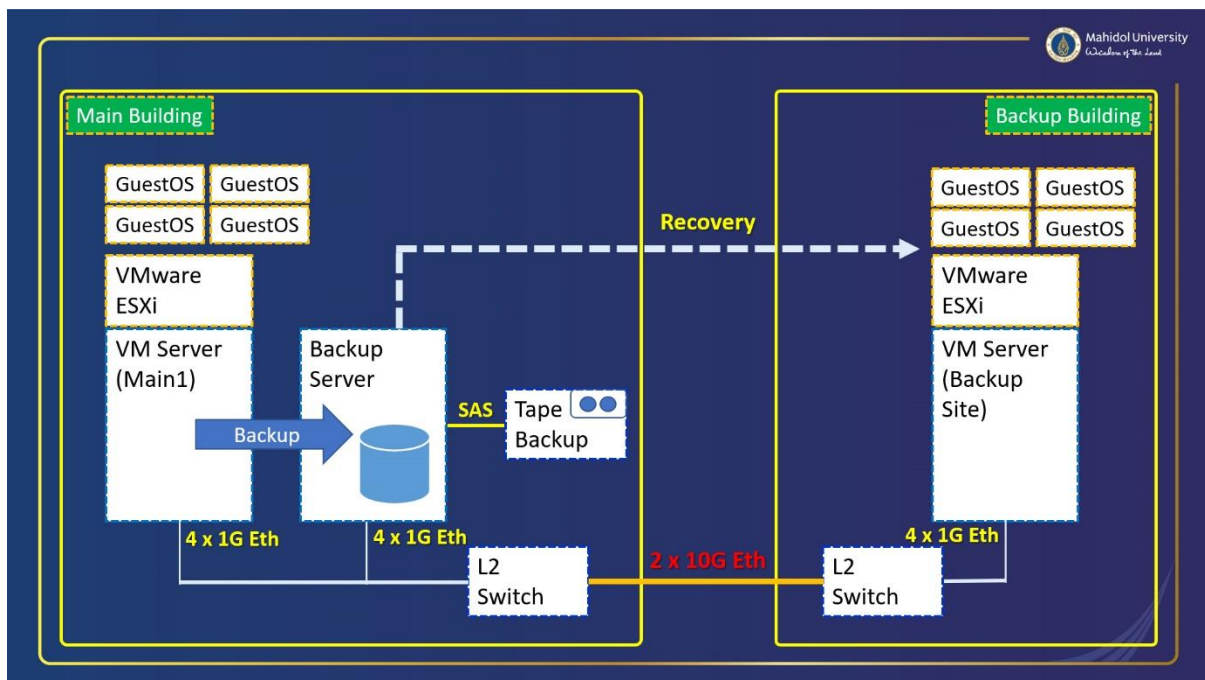 Mahidol University
Wisdom of the Land
Main Building
Backup Building
GuestOS
GuestOS
GuestOS
GuestOS
VMware
ESXi
VM Server
(Main1)
Backup
Backup
Server
SAS
Tape
Backup
Recovery
GuestOS
GuestOS
GuestOS
GuestOS
VMware
ESXi
VM Server
(Backup
Site)
4 x 1G Eth
4 x 1G Eth
L2
Switch
2 x 10G Eth
L2
Switch
4 x 1G Eth